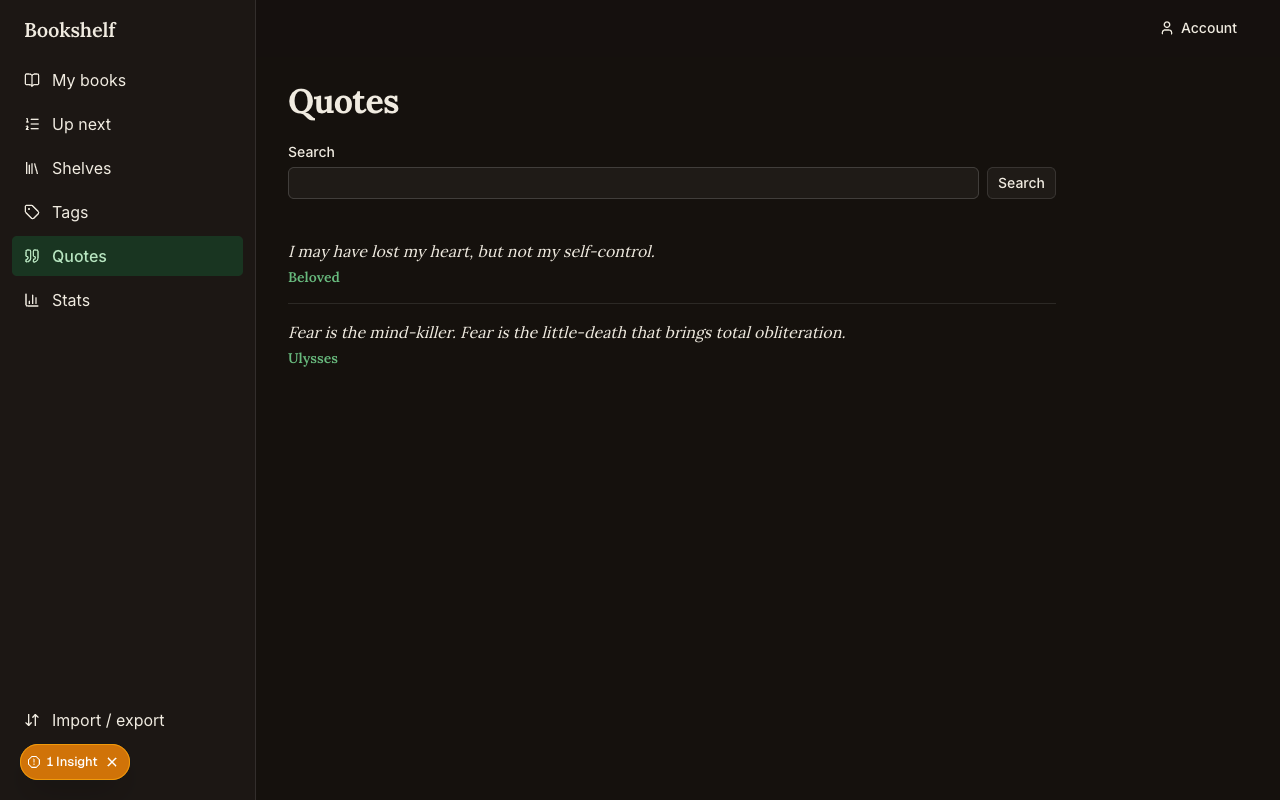 Bookshelf
My books
Up next
Shelves
Tags
Quotes
Stats
Import / export
1 Insight
Account
Quotes
Search
Search
I may have lost my heart, but not my self-control.
Beloved
Fear is the mind-killer. Fear is the little-death that brings total obliteration.
Ulysses